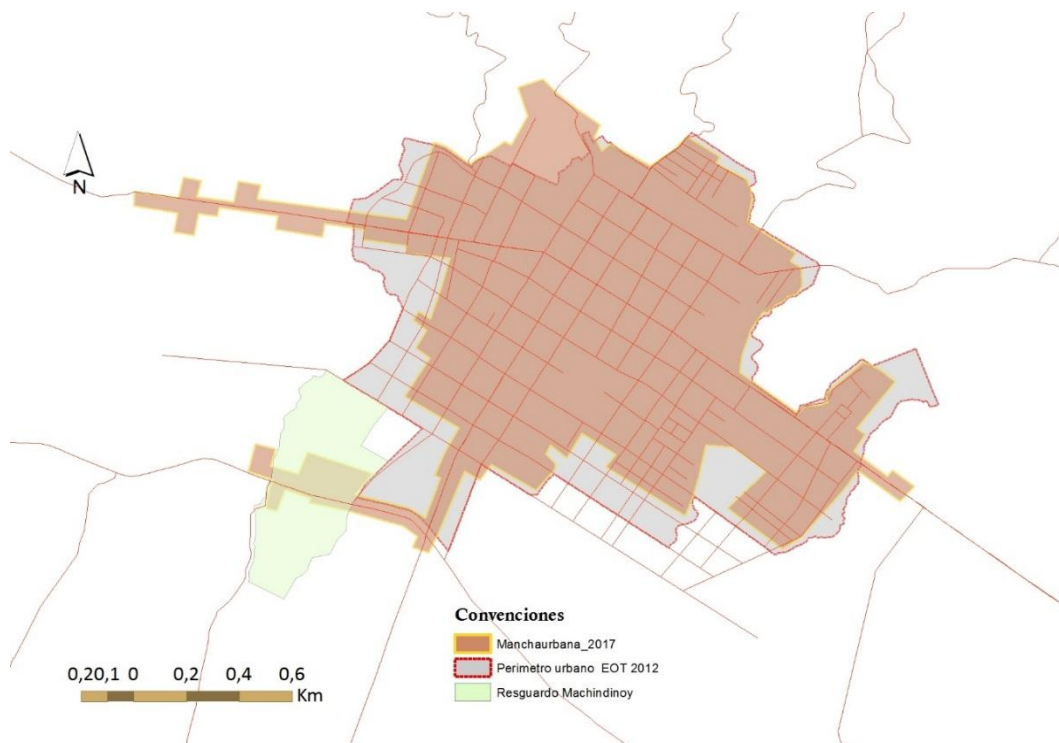 N
Convenciones
Manchaurbana_2017
Perimetro urbano EOT 2012
Resguardo Machindinoy
0,20,1 0 0,2 0,4 0,6
Km